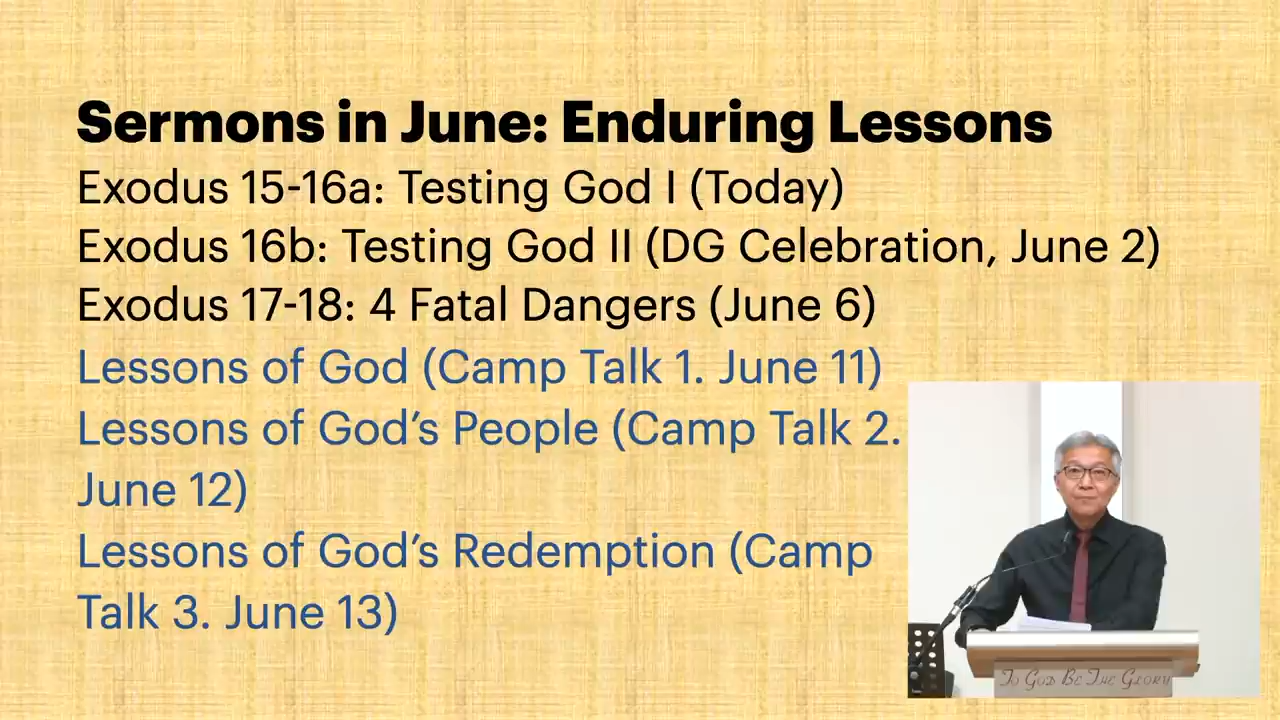 Sermons in June: Enduring Lessons
Exodus 15-16a: Testing God I (Today)
Exodus 16b: Testing God II (DG Celebration, June 2)
Exodus 17-18: 4 Fatal Dangers (June 6)
Lessons of God (Camp Talk 1. June 11)
Lessons of God’s People (Camp Talk 2.
June 12)
Lessons of God’s Redemption (Camp
Talk 3. June 13)
To God Be The Glory